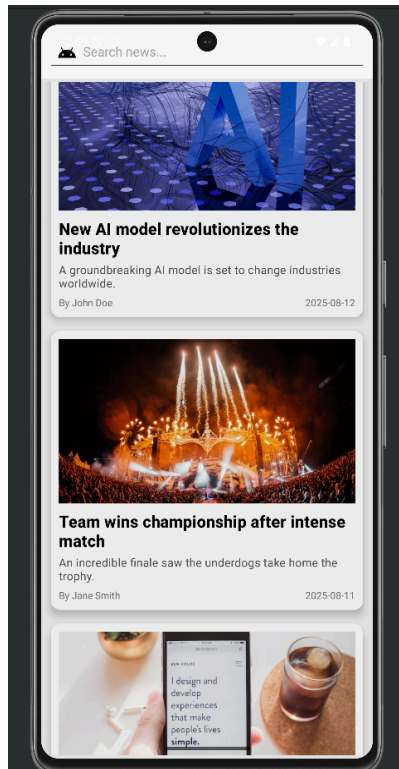 Search news...
AI
New AI model revolutionizes the
industry
A groundbreaking AI model is set to change industries
worldwide.
By John Doe
2025-08-12
Team wins championship after intense
match
An incredible finale saw the underdogs take home the
trophy.
By Jane Smith
2025-08-11
I design and
develop
experiences
that make
people's lives
simple.